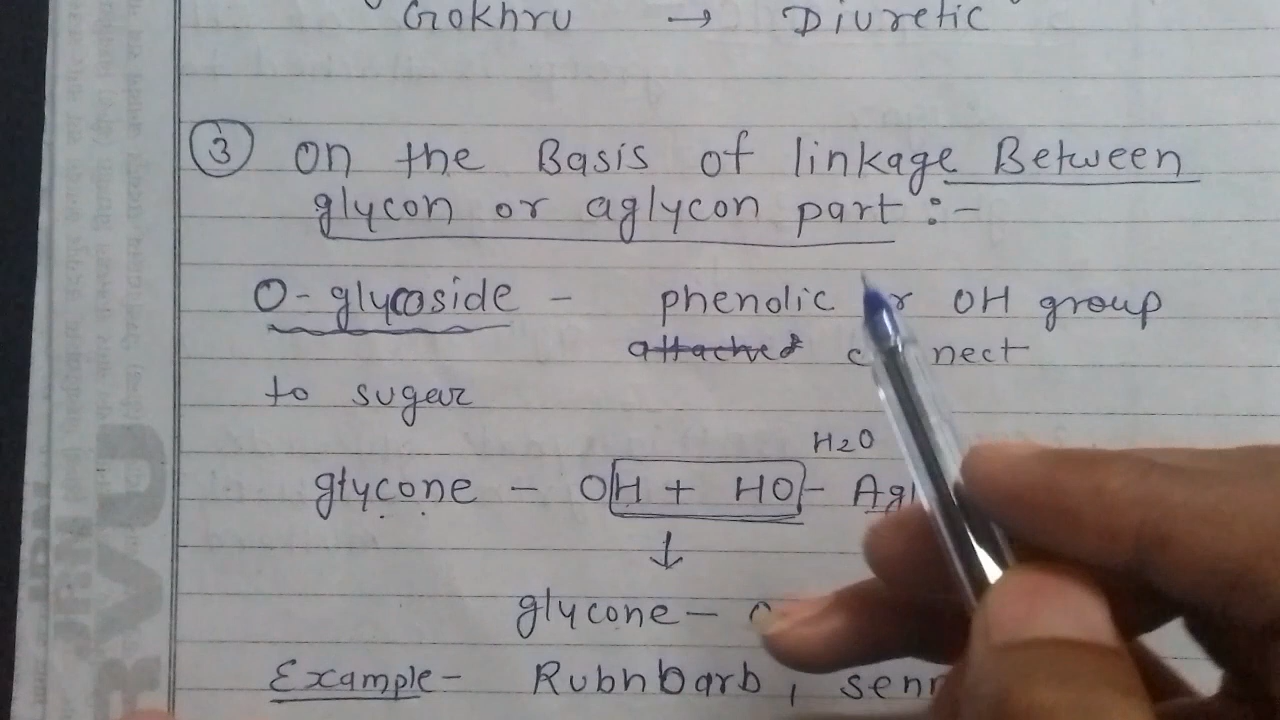 Gokhru → Diuretic
③ On the Basis of linkage Between
glycon or aglycon part :-
O-glycoside - phenolic or OH group
attached connect
to sugar
glycone - OH + HO - Agl
H2O
↓
glycone -
Example - Rubhbarb, senn